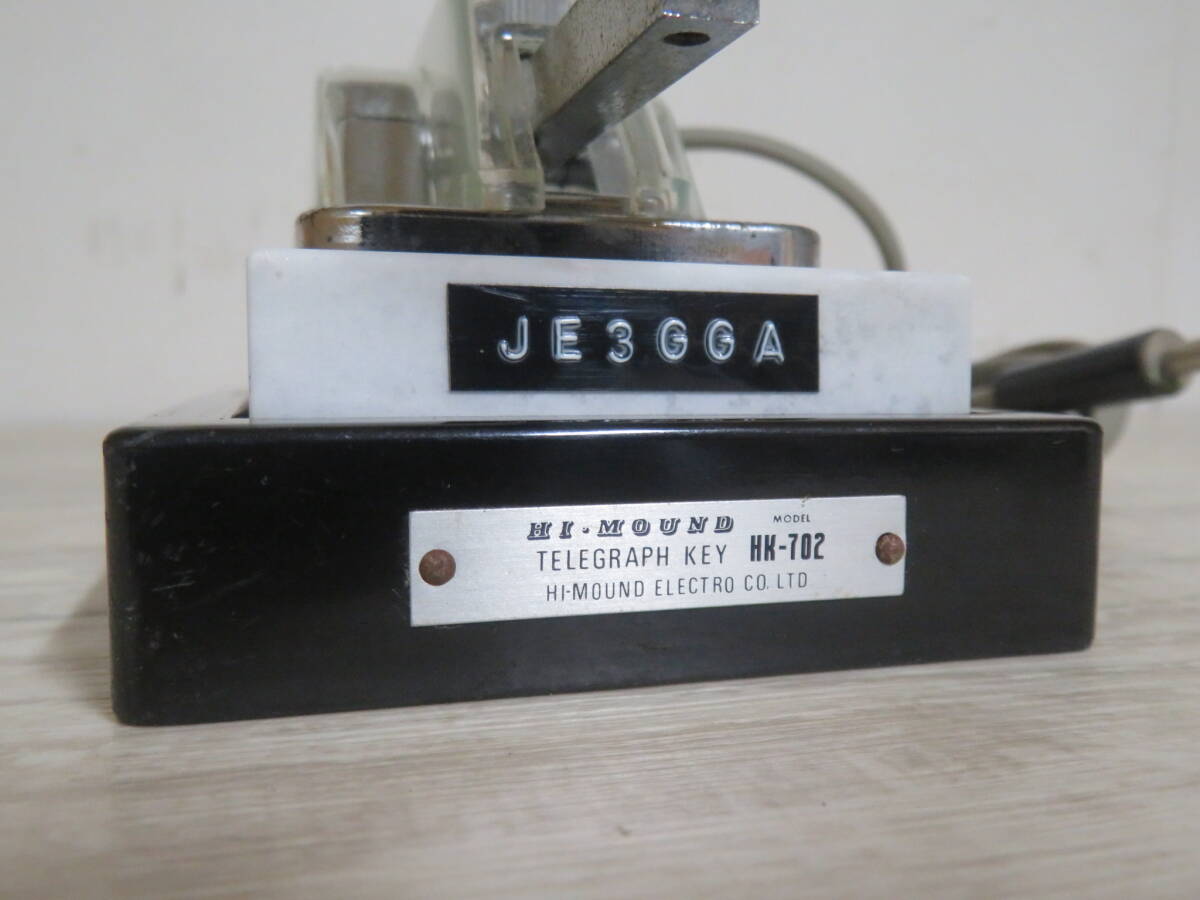 JE3GGA
HI-MOUND MODEL
TELEGRAPH KEY HK-702
HI-MOUND ELECTRO CO. LTD